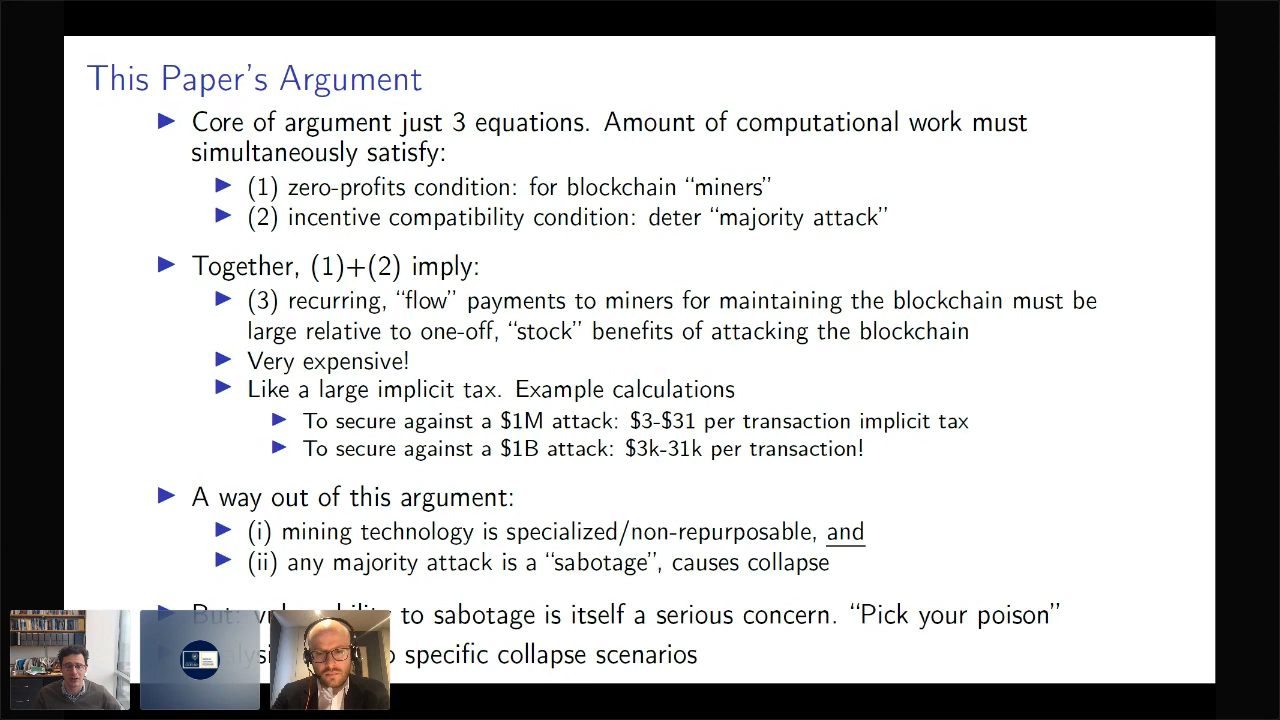 This Paper's Argument
Core of argument just 3 equations. Amount of computational work must
simultaneously satisfy:
(1) zero-profits condition: for blockchain “miners”
(2) incentive compatibility condition: deter “majority attack”
Together, (1)+(2) imply:
(3) recurring, “flow” payments to miners for maintaining the blockchain must be
large relative to one-off, “stock” benefits of attacking the blockchain
Very expensive!
Like a large implicit tax. Example calculations
To secure against a $1M attack: $3-$31 per transaction implicit tax
To secure against a $1B attack: $3k-31k per transaction!
A way out of this argument:
(i) mining technology is specialized/non-repurposable, and
(ii) any majority attack is a “sabotage”, causes collapse
But: to sabotage is itself a serious concern. “Pick your poison”
specific collapse scenarios